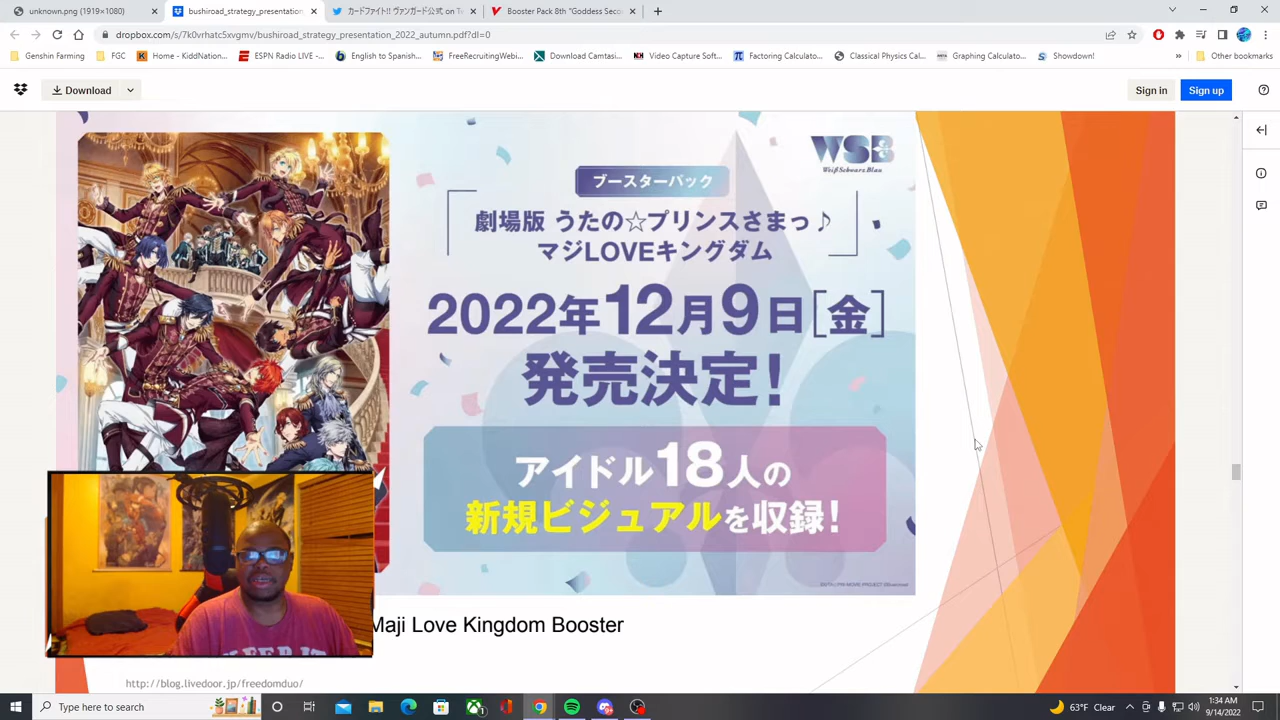 unknown.png (1919×1080)
bushiroad_strategy_presentation
カードファイト!! ヴァンガード公式 on Tw
Booster Pack 8th "Goddess Secon
dropbox.com/s/7k0vrhatc5xvgmv/bushiroad_strategy_presentation_2022_autumn.pdf?dl=0
Genshin Farming
FGC
Home - KiddNation...
ESPN Radio LIVE -...
English to Spanish...
FreeRecruitingWebi...
Download Camtasi...
Video Capture Soft...
Factoring Calculato...
Classical Physics Cal...
Graphing Calculato...
Showdown!
»
Other bookmarks
Download
Sign in
Sign up
WSB
Weiß Schwarz Blau
ブースターパック
劇場版 うたの☆プリンスさまっ♪
マジLOVEキングダム
2022年12月9日[金]
発売決定!
アイドル18人の
新規ビジュアルを収録!
Maji Love Kingdom Booster
http://blog.livedoor.jp/freedomduo/
KEEP IT
Type here to search
63°F Clear
1:34 AM
9/14/2022